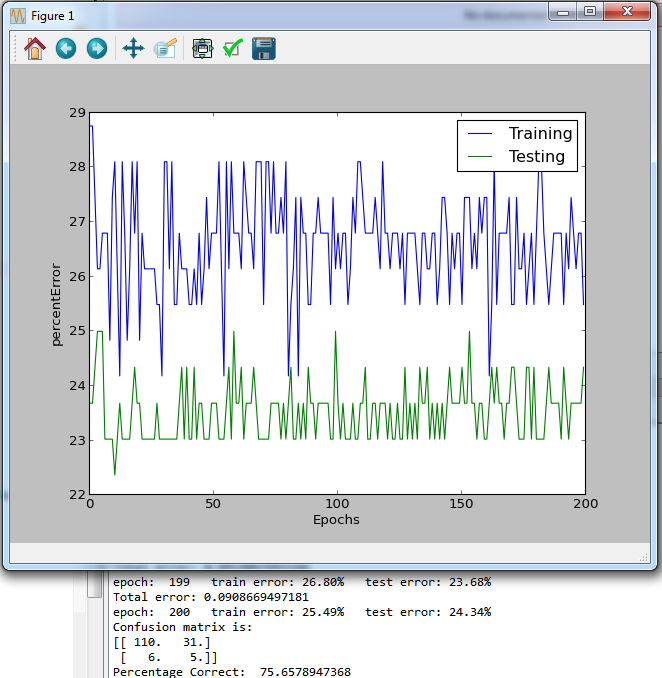 Figure 1
29
28
27
26
25
24
23
22
percentError
Training
Testing
0 50 100 150 200
Epochs
epoch: 199 train error: 26.80% test error: 23.68%
Total error: 0.0908669497181
epoch: 200 train error: 25.49% test error: 24.34%
Confusion matrix is:
[[ 110. 31.]
[ 6. 5.]]
Percentage Correct: 75.6578947368